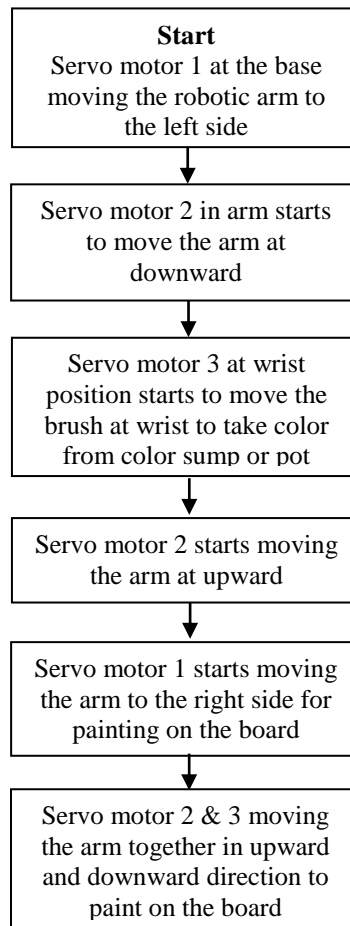 Start
Servo motor 1 at the base
moving the robotic arm to
the left side
Servo motor 2 in arm starts
to move the arm at
downward
Servo motor 3 at wrist
position starts to move the
brush at wrist to take color
from color sump or pot
Servo motor 2 starts moving
the arm at upward
Servo motor 1 starts moving
the arm to the right side for
painting on the board
Servo motor 2 & 3 moving
the arm together in upward
and downward direction to
paint on the board